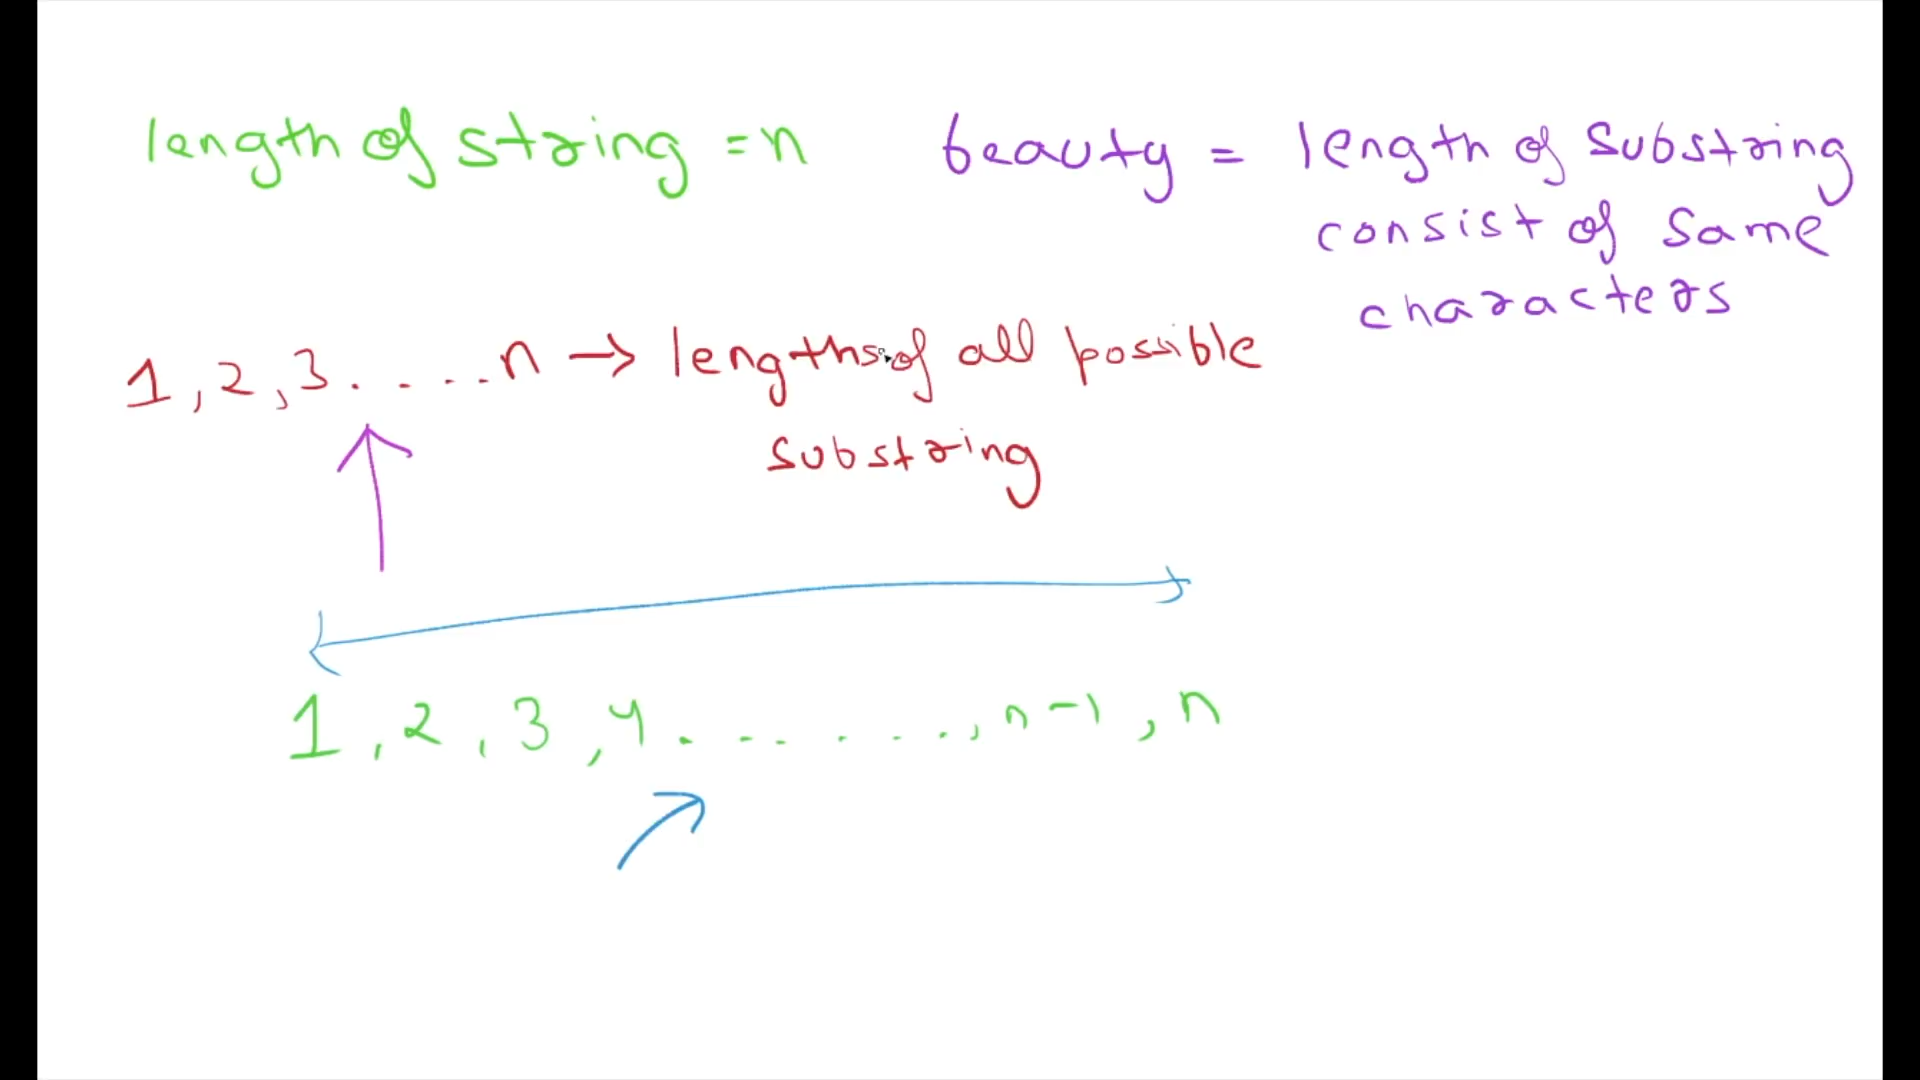 length of string = n
beauty = length of substring
consist of same
characters
1, 2, 3 . . . . . n → lengths of all possible
substring
1, 2, 3, 4 . . . . . . ., n - 1, n